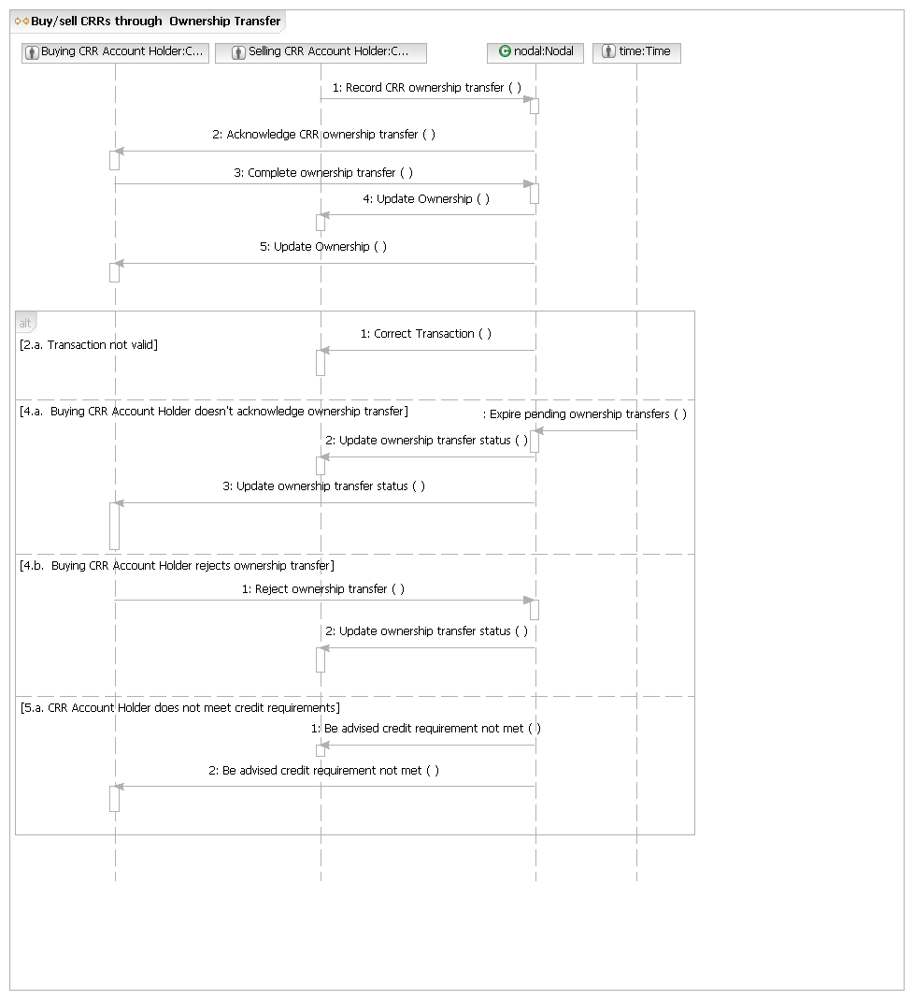 Buy/sell CRRs through  Ownership Transfer
Buying CRR Account Holder:C...
Selling CRR Account Holder:C...
nodal:Nodal
time:Time
1: Record CRR ownership transfer ( )
2: Acknowledge CRR ownership transfer ( )
3: Complete ownership transfer ( )
4: Update Ownership ( )
5: Update Ownership ( )
alt
1: Correct Transaction ( )
[2.a. Transaction not valid]
[4.a.  Buying CRR Account Holder doesn't acknowledge ownership transfer]
: Expire pending ownership transfers ( )
2: Update ownership transfer status ( )
3: Update ownership transfer status ( )
[4.b.  Buying CRR Account Holder rejects ownership transfer]
1: Reject ownership transfer ( )
2: Update ownership transfer status ( )
[5.a. CRR Account Holder does not meet credit requirements]
1: Be advised credit requirement not met ( )
2: Be advised credit requirement not met ( )